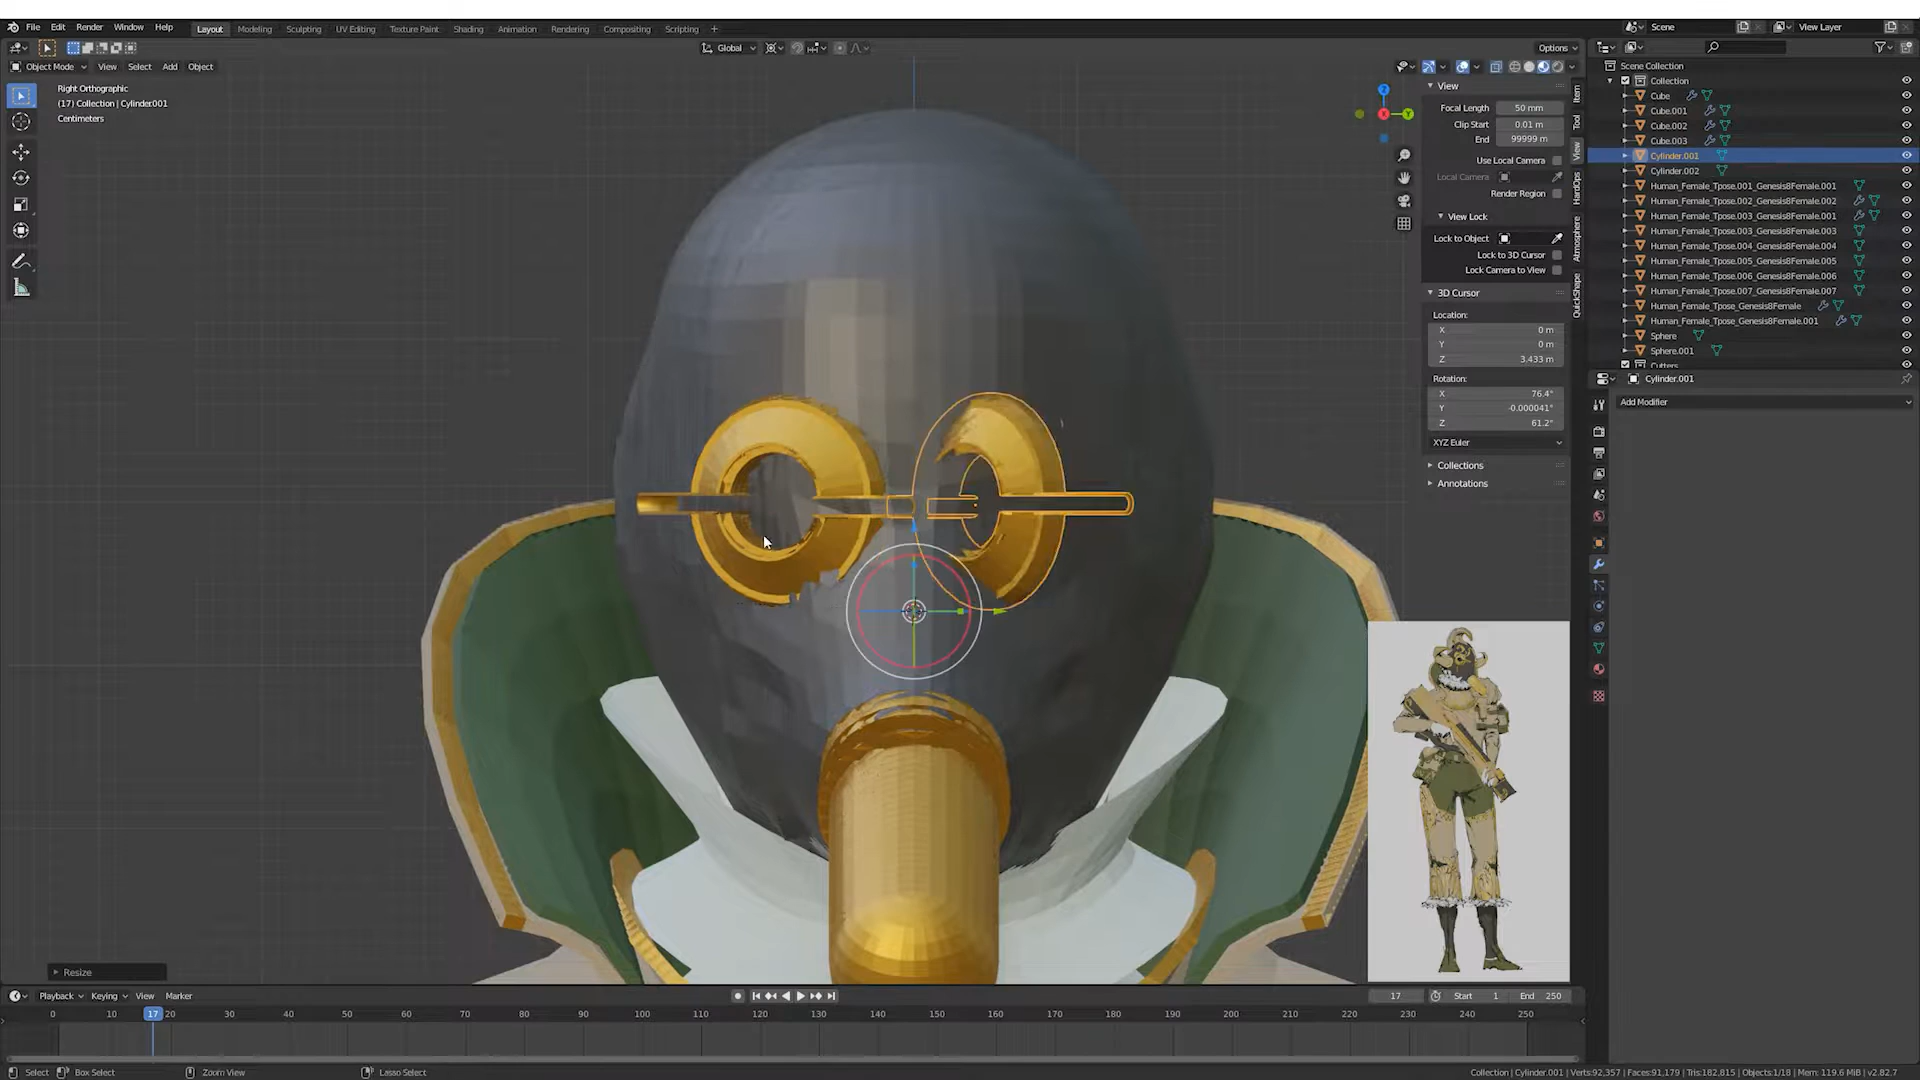 File Edit Render Window Help Layout Modeling Sculpting UV Editing Texture Paint Shading Animation Rendering Compositing Scripting + Scene View Layer
Global Options
Object Mode View Select Add Object
Right Orthographic
(17) Collection | Cylinder.001
Centimeters
Z
Y
X
View
Focal Length 50 mm
Clip Start 0.01 m
End 99999 m
Use Local Camera
Local Camera
Render Region
View Lock
Lock to Object
Lock to 3D Cursor
Lock Camera to View
3D Cursor
Location:
X 0 m
Y 0 m
Z 3.433 m
Rotation:
X 76.4°
Y -0.000041°
Z 61.2°
XYZ Euler
Collections
Annotations
Item
Tool
View
HardOps
Atmosphere
QuickShape
Scene Collection
Collection
Cube
Cube.001
Cube.002
Cube.003
Cylinder.001
Cylinder.002
Human_Female_Tpose.001_Genesis8Female.001
Human_Female_Tpose.002_Genesis8Female.002
Human_Female_Tpose.003_Genesis8Female.001
Human_Female_Tpose.003_Genesis8Female.003
Human_Female_Tpose.004_Genesis8Female.004
Human_Female_Tpose.005_Genesis8Female.005
Human_Female_Tpose.006_Genesis8Female.006
Human_Female_Tpose.007_Genesis8Female.007
Human_Female_Tpose_Genesis8Female
Human_Female_Tpose_Genesis8Female.001
Sphere
Sphere.001
Cutters
Cylinder.001
Add Modifier
Resize
Playback Keying View Marker 17 Start 1 End 250
0 10 17 20 30 40 50 60 70 80 90 100 110 120 130 140 150 160 170 180 190 200 210 220 230 240 250
Select Box Select Zoom View Lasso Select Collection | Cylinder.001 | Verts:92,357 | Faces:91,179 | Tris:182,815 | Objects:1/18 | Mem: 119.6 MiB | v2.82.7